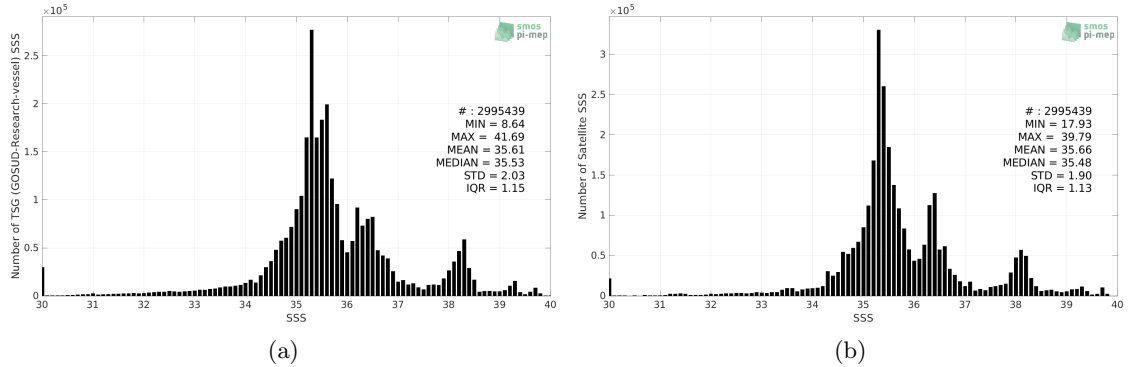 ×10⁵
smos
pi-mep
2.5
2
1.5
1
0.5
0
Number of TSG (GOSUD-Research-vessel) SSS
# : 2995439
MIN = 8.64
MAX = 41.69
MEAN = 35.61
MEDIAN = 35.53
STD = 2.03
IQR = 1.15
30 31 32 33 34 35 36 37 38 39 40
SSS
(a)
×10⁵
smos
pi-mep
3
2.5
2
1.5
1
0.5
0
Number of Satellite SSS
# : 2995439
MIN = 17.93
MAX = 39.79
MEAN = 35.66
MEDIAN = 35.48
STD = 1.90
IQR = 1.13
30 31 32 33 34 35 36 37 38 39 40
SSS
(b)